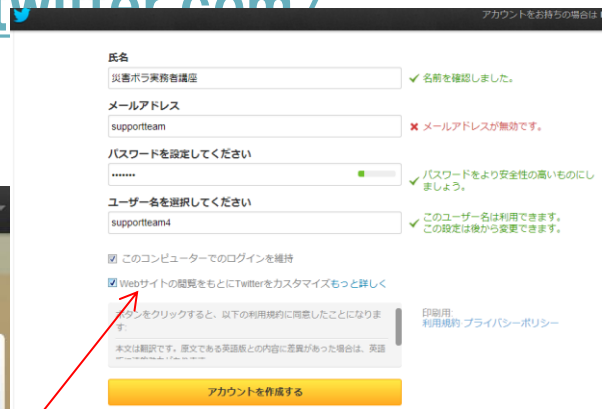 twitter.com/
アカウントをお持ちの場合は
氏名
災害ボラ実務者講座
名前を確認しました。
メールアドレス
supportteam
メールアドレスが無効です。
パスワードを設定してください
•••••••
パスワードをより安全性の高いものにし
ましょう。
ユーザー名を選択してください
supportteam4
このユーザー名は利用できます。
この設定は後から変更できます。
このコンピューターでのログインを維持
Webサイトの閲覧をもとにTwitterをカスタマイズもっと詳しく
ボタンをクリックすると、以下の利用規約に同意したことになりま
す:
本文は翻訳です。原文である英語版との内容に差異があった場合は、英語
印刷用:
利用規約 プライバシーポリシー
アカウントを作成する